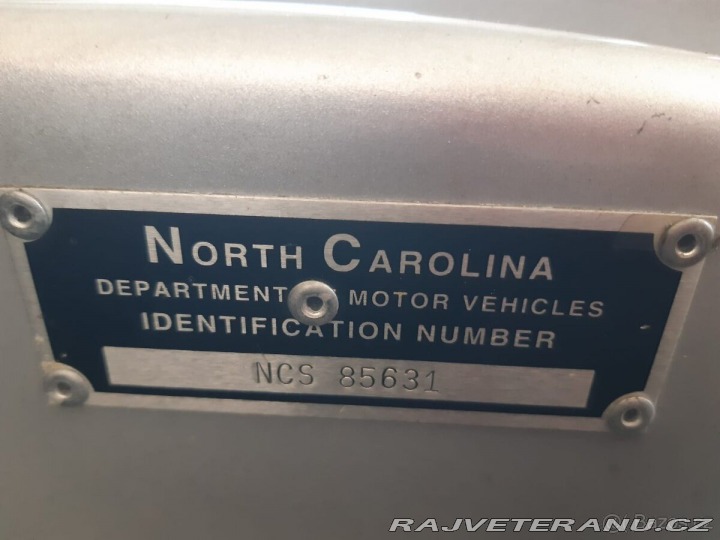 NORTH CAROLINA
DEPARTMENT MOTOR VEHICLES
IDENTIFICATION NUMBER
NCS 85631
RAJVETERANU.CZ